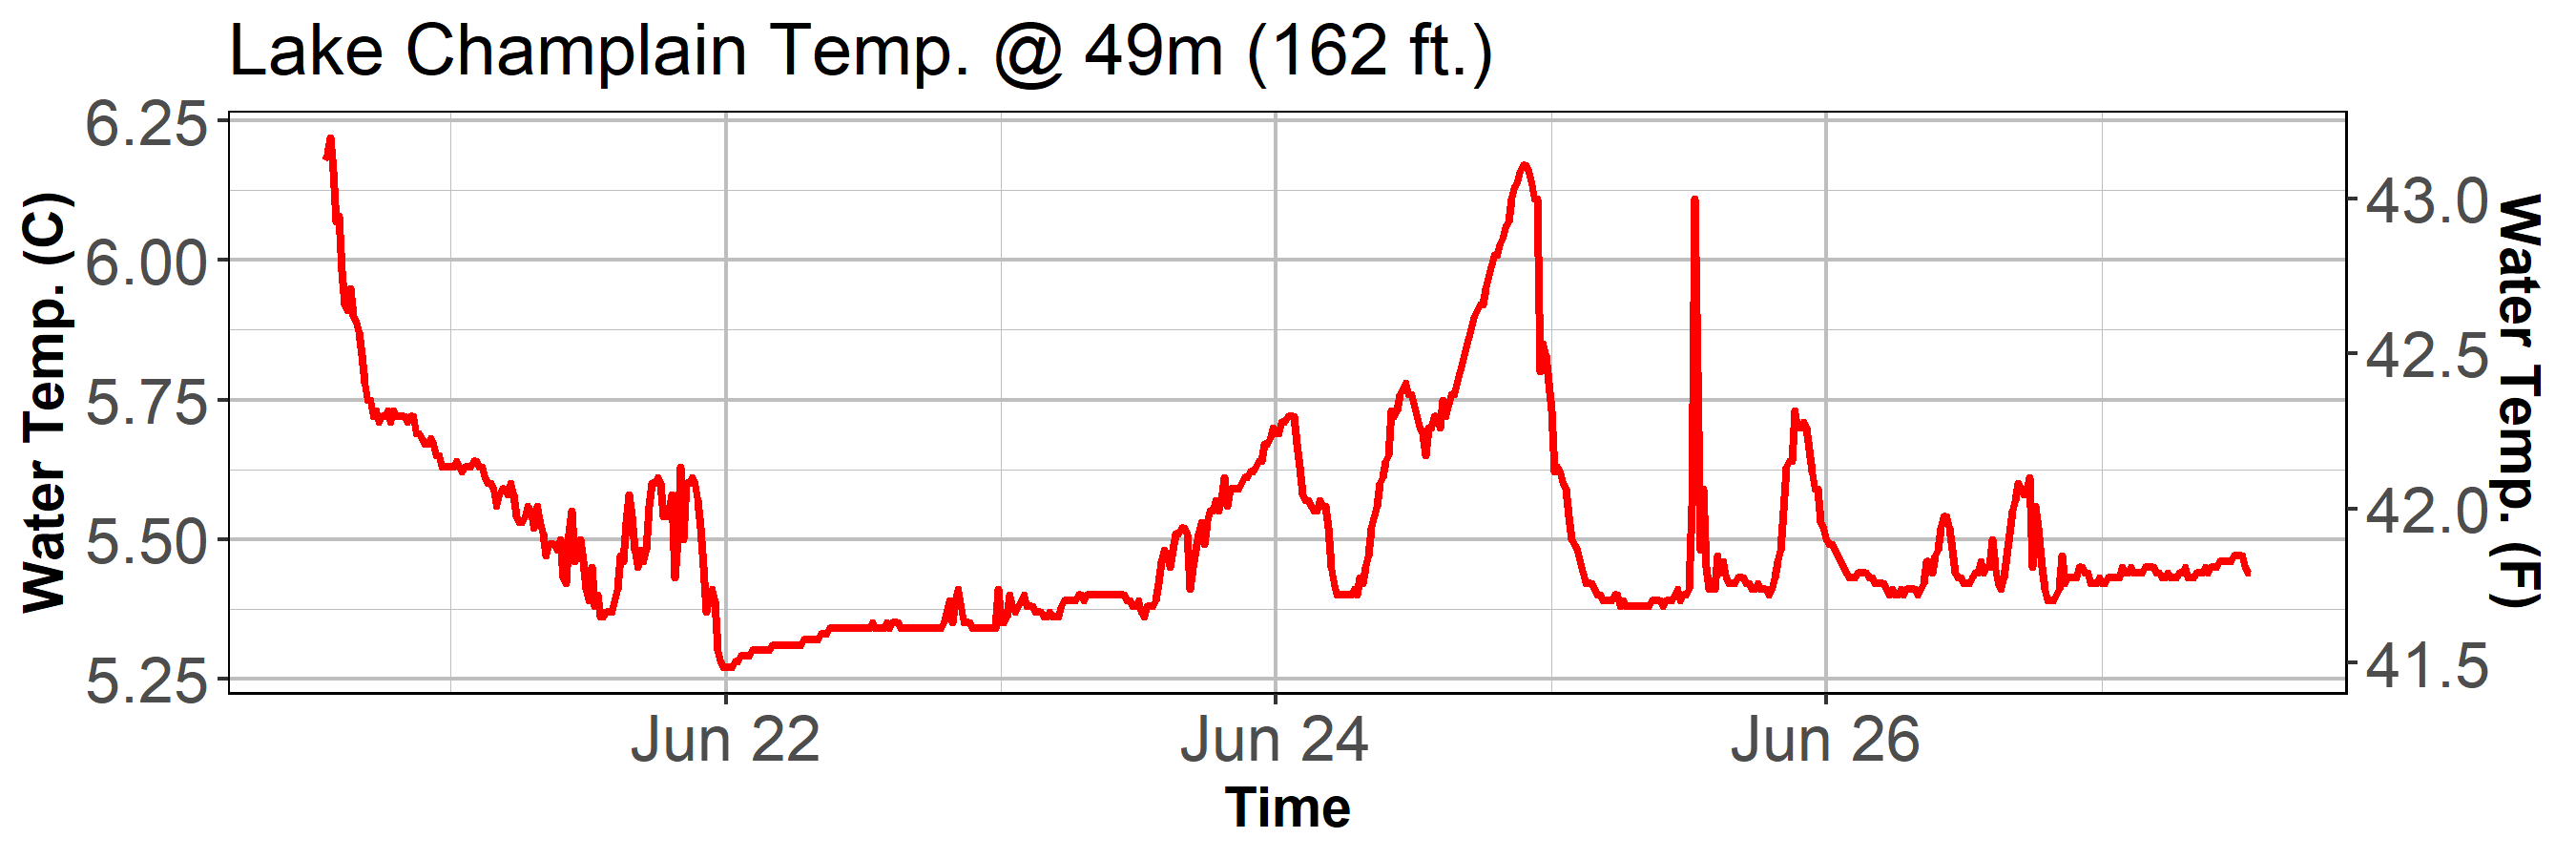 Lake Champlain Temp. @ 49m (162 ft.)
Water Temp. (C)
6.25
6.00
5.75
5.50
5.25
43.0
42.5
42.0
41.5
Water Temp. (F)
Jun 22
Jun 24
Jun 26
Time